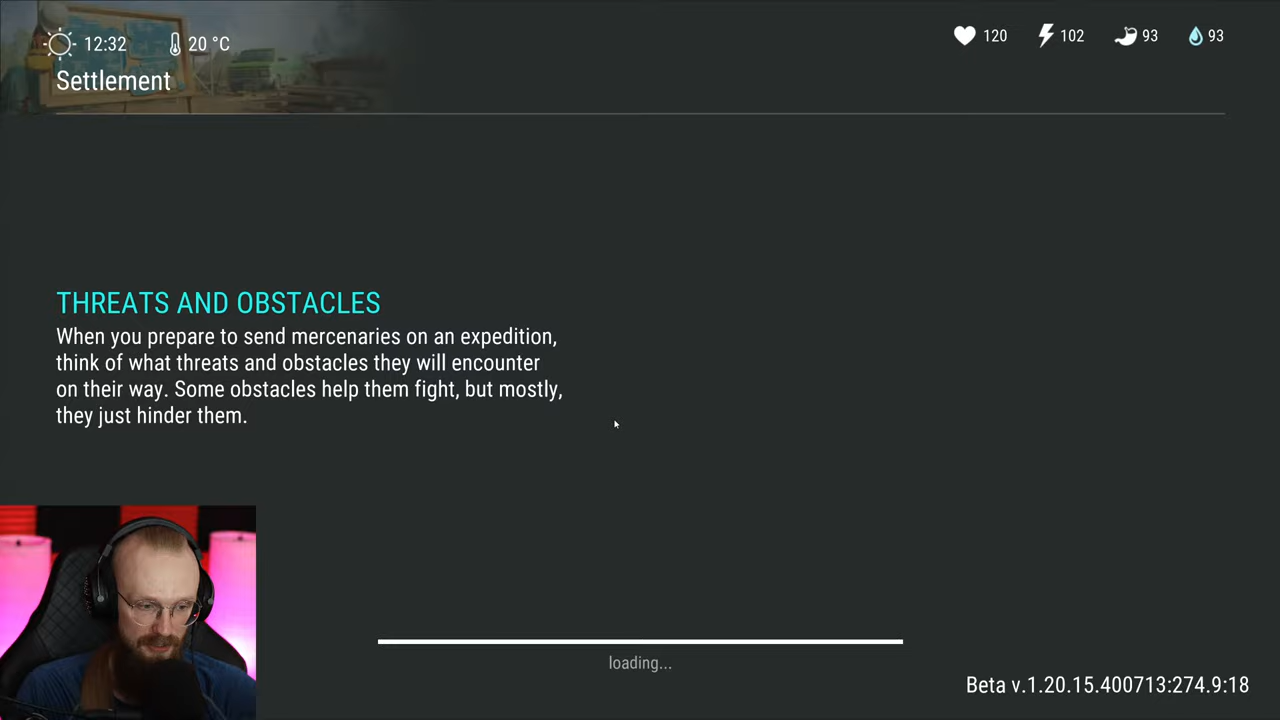 12:32
20 °C
120
102
93
93
Settlement
THREATS AND OBSTACLES
When you prepare to send mercenaries on an expedition,
think of what threats and obstacles they will encounter
on their way. Some obstacles help them fight, but mostly,
they just hinder them.
loading...
Beta v.1.20.15.400713:274.9:18